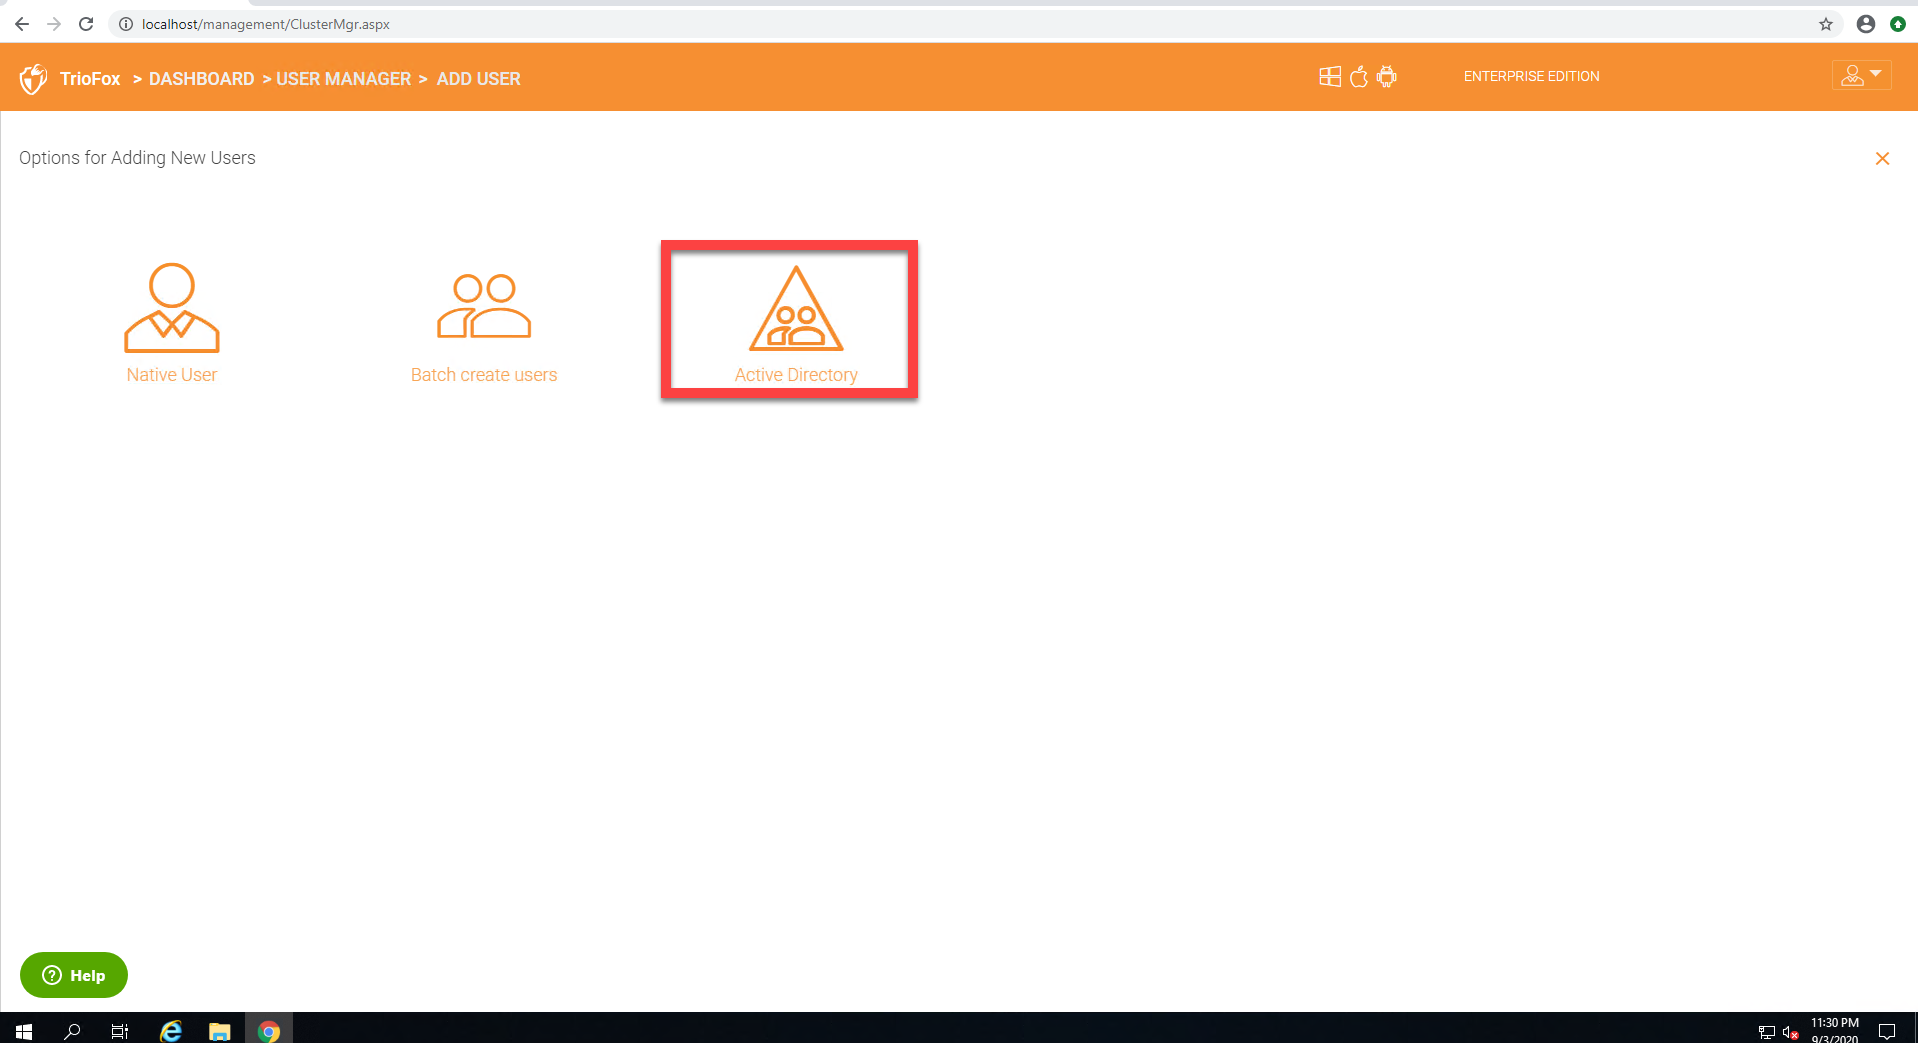 localhost/management/ClusterMgr.aspx
TrioFox > DASHBOARD > USER MANAGER > ADD USER
ENTERPRISE EDITION
Options for Adding New Users
Native User
Batch create users
Active Directory
? Help
11:30 PM
9/3/2020